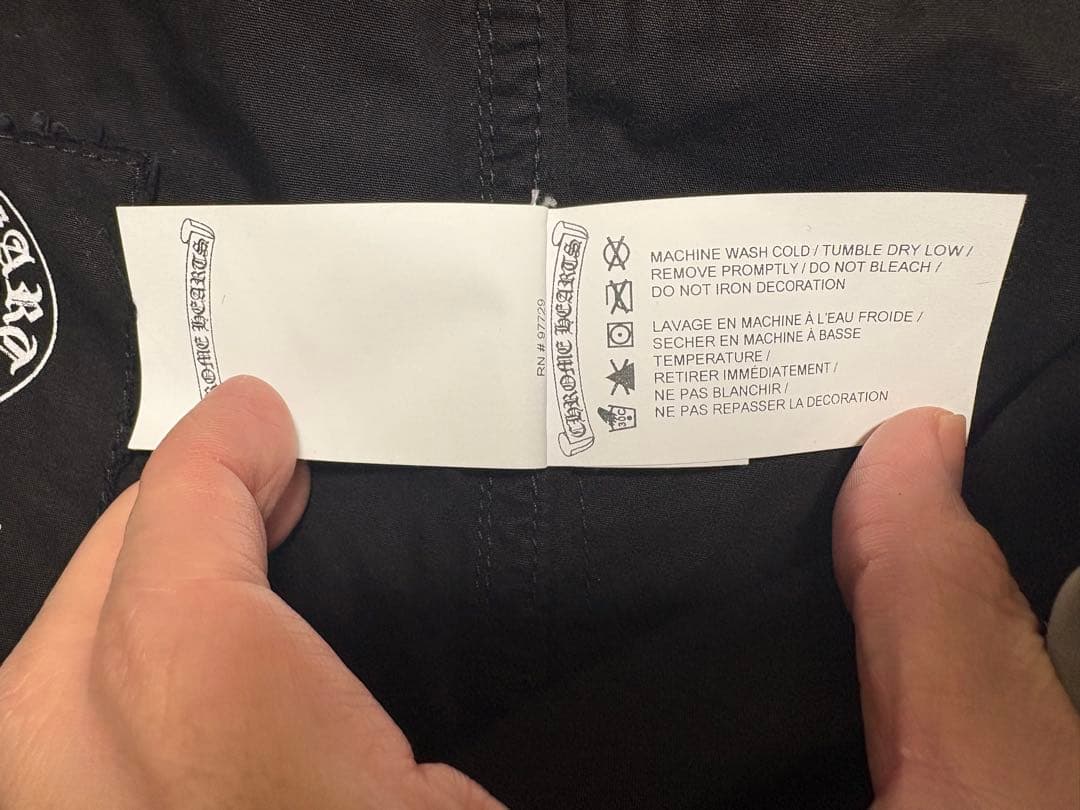 CHROME HEARTS
RN # 97729
CHROME HEARTS
MACHINE WASH COLD / TUMBLE DRY LOW /
REMOVE PROMPTLY / DO NOT BLEACH /
DO NOT IRON DECORATION
LAVAGE EN MACHINE À L'EAU FROIDE /
SECHER EN MACHINE À BASSE
TEMPERATURE /
RETIRER IMMÉDIATEMENT /
NE PAS BLANCHIR /
NE PAS REPASSER LA DECORATION
30C